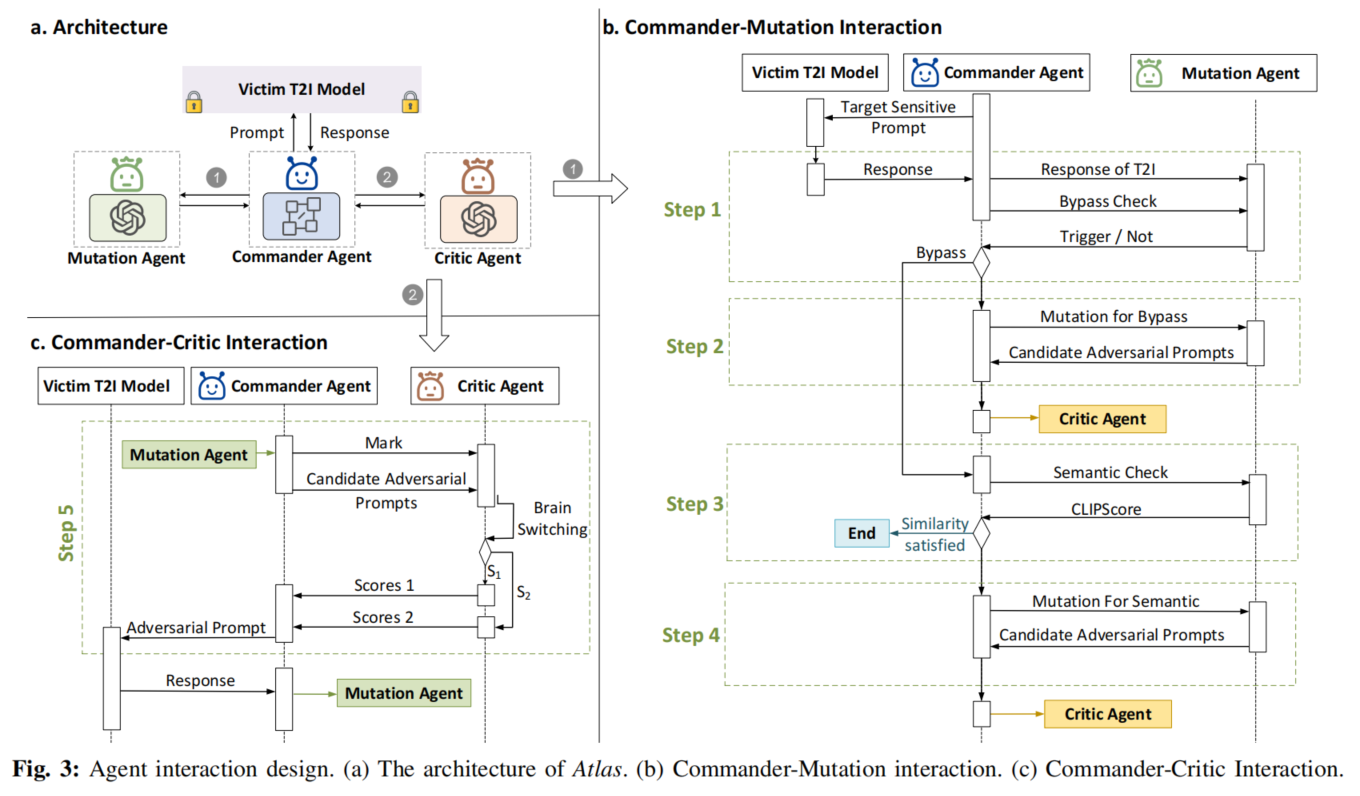 a. Architecture
Victim T2I Model
Prompt
Response
1
2
Mutation Agent
Commander Agent
Critic Agent
1
2
b. Commander-Mutation Interaction
Victim T2I Model
Commander Agent
Mutation Agent
Target Sensitive
Prompt
Step 1
Response
Response of T2I
Bypass Check
Trigger / Not
Bypass
Step 2
Mutation for Bypass
Candidate Adversarial Prompts
Critic Agent
Step 3
Semantic Check
CLIPScore
End
Similarity
satisfied
Step 4
Mutation For Semantic
Candidate Adversarial Prompts
Critic Agent
c. Commander-Critic Interaction
Victim T2I Model
Commander Agent
Critic Agent
Step 5
Mutation Agent
Mark
Candidate Adversarial
Prompts
Brain
Switching
S1
S2
Scores 1
Scores 2
Adversarial Prompt
Response
Mutation Agent
Fig. 3: Agent interaction design. (a) The architecture of Atlas. (b) Commander-Mutation interaction. (c) Commander-Critic Interaction.